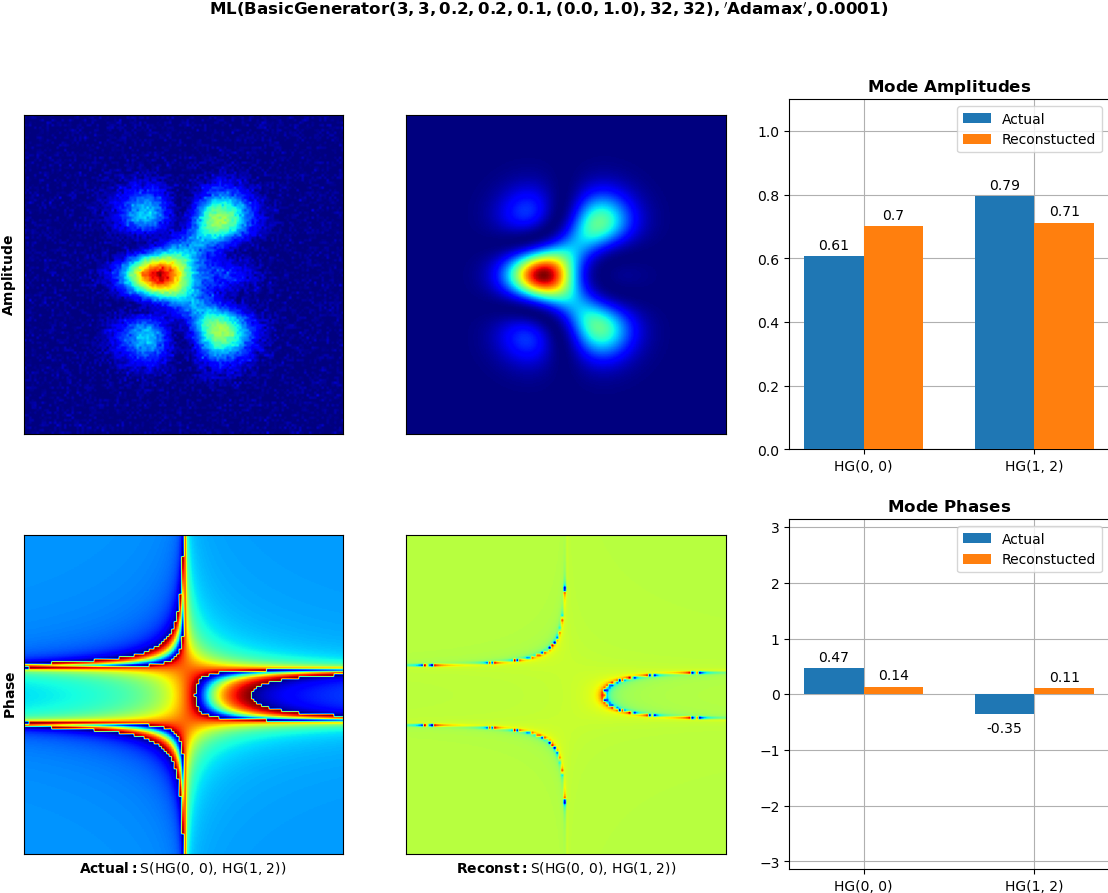 ML(BasicGenerator(3, 3, 0.2, 0.2, 0.1, (0.0, 1.0), 32, 32), ′Adamax′, 0.0001)
Mode Amplitudes
Amplitude
1.0
0.8
0.6
0.4
0.2
0.0
Actual
Reconstucted
0.61
0.7
0.79
0.71
HG(0, 0)
HG(1, 2)
Mode Phases
Phase
3
2
1
0
−1
−2
−3
Actual
Reconstucted
0.47
0.14
-0.35
0.11
HG(0, 0)
HG(1, 2)
Actual: S(HG(0, 0), HG(1, 2))
Reconst: S(HG(0, 0), HG(1, 2))